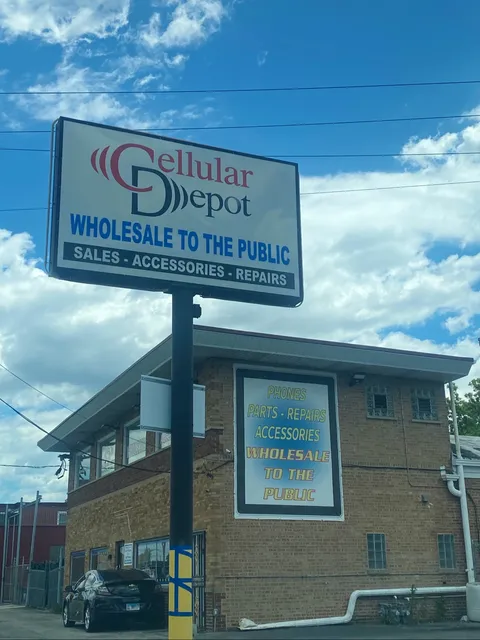 Cellular
Depot
WHOLESALE TO THE PUBLIC
SALES - ACCESSORIES - REPAIRS
PHONES
PARTS - REPAIRS
ACCESSORIES
WHOLESALE
TO THE
PUBLIC